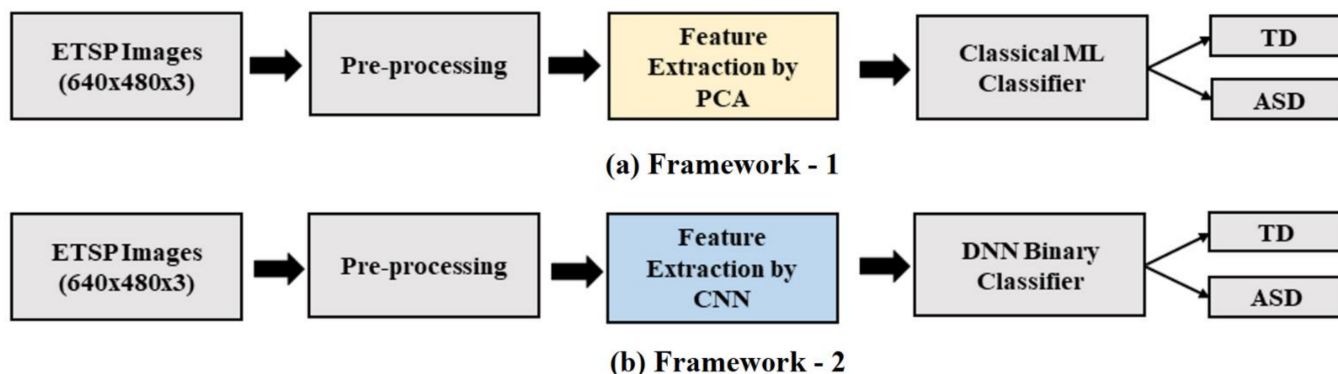 ETSP Images
(640x480x3)
Pre-processing
Feature
Extraction by
PCA
Classical ML
Classifier
TD
ASD
(a) Framework - 1
ETSP Images
(640x480x3)
Pre-processing
Feature
Extraction by
CNN
DNN Binary
Classifier
TD
ASD
(b) Framework - 2